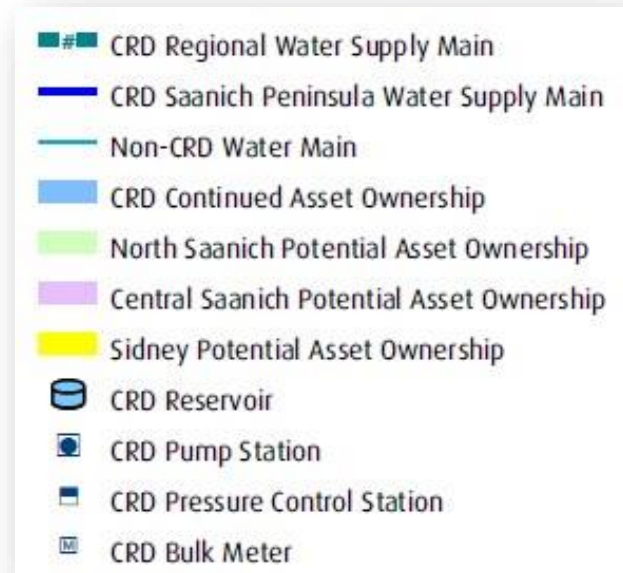 # CRD Regional Water Supply Main
CRD Saanich Peninsula Water Supply Main
Non-CRD Water Main
CRD Continued Asset Ownership
North Saanich Potential Asset Ownership
Central Saanich Potential Asset Ownership
Sidney Potential Asset Ownership
CRD Reservoir
CRD Pump Station
CRD Pressure Control Station
M CRD Bulk Meter